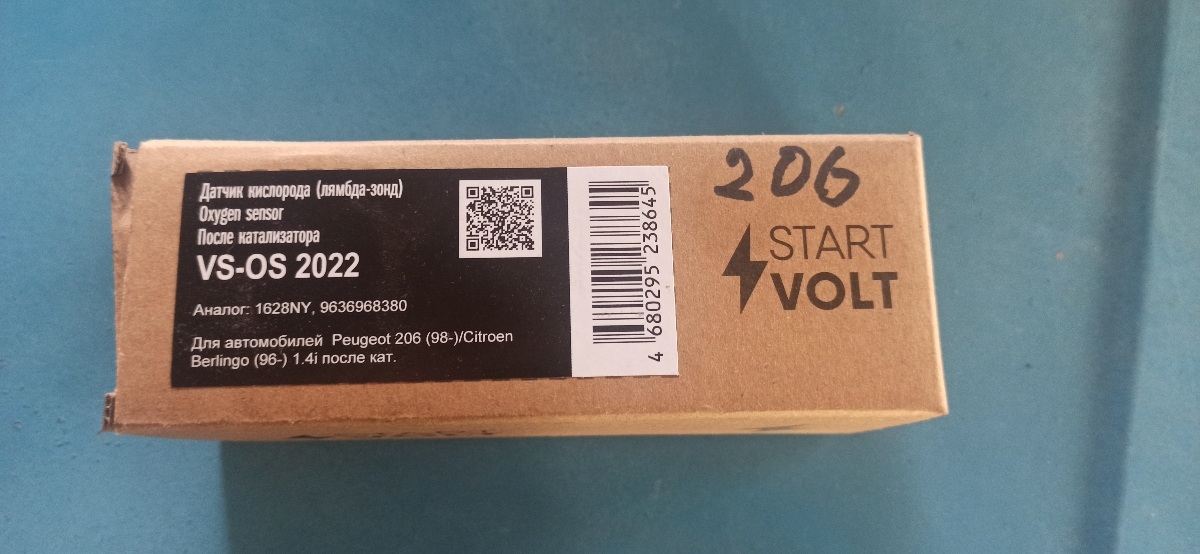 Датчик кислорода (лямбда-зонд)
Oxygen sensor
После катализатора
VS-OS 2022
Аналог: 1628NY, 9636968380
Для автомобилей Peugeot 206 (98-)/Citroen
Berlingo (96-) 1.4i после кат.
4 680295 238645
206
START
VOLT